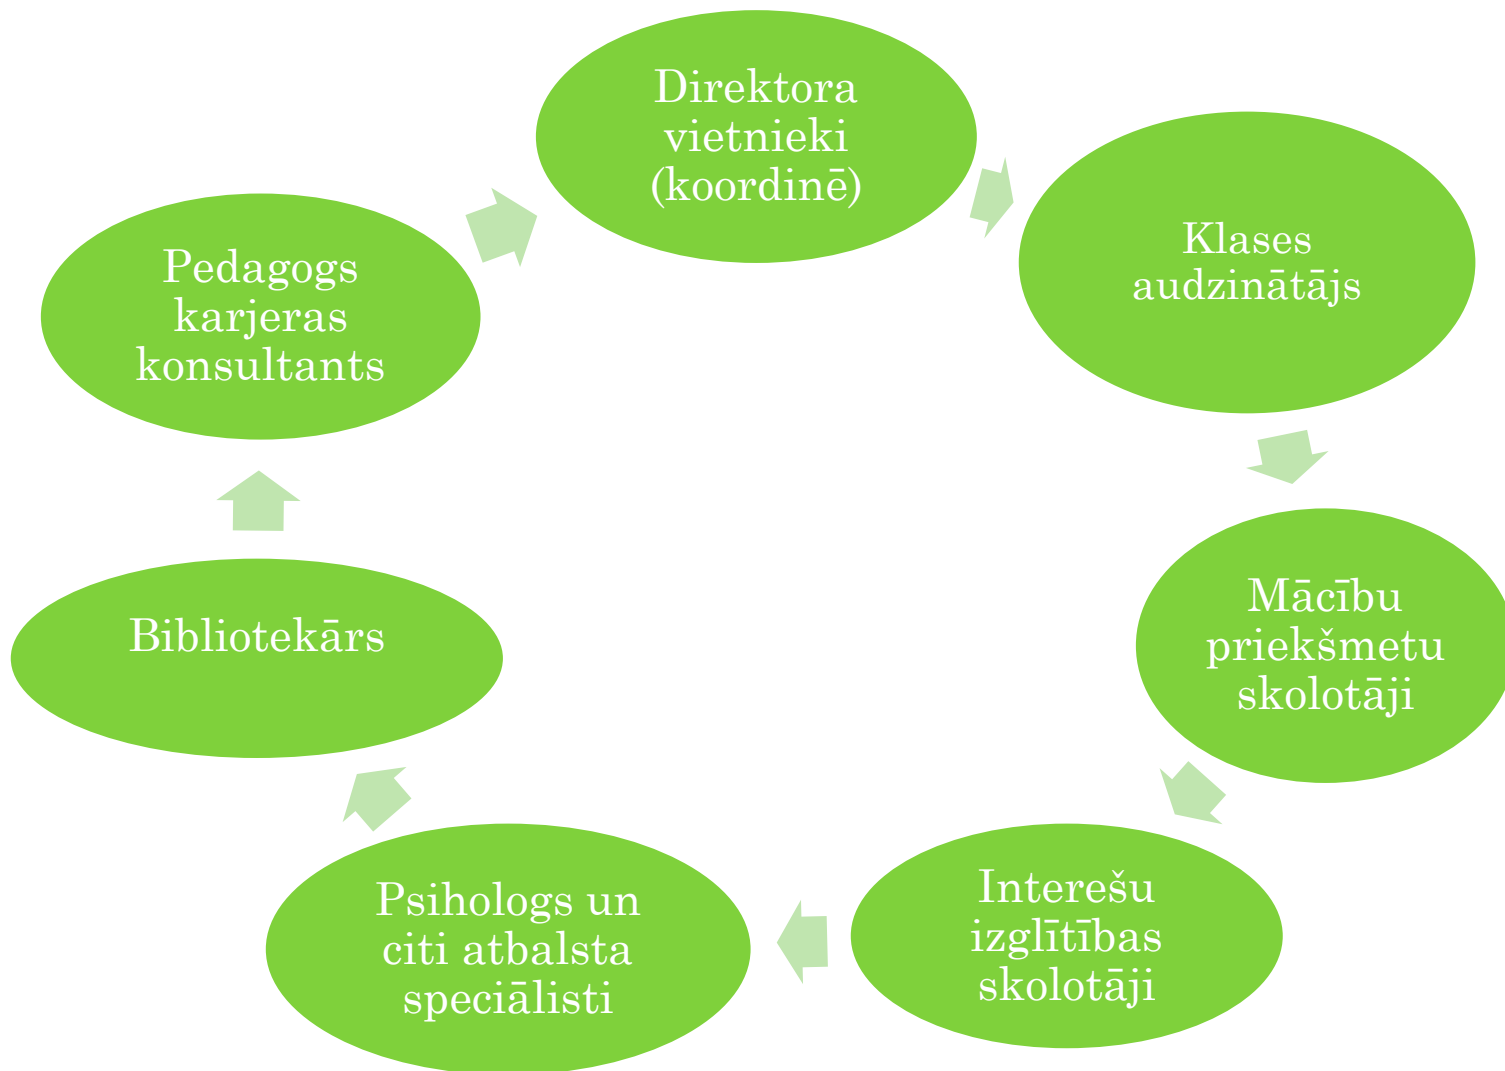 Direktora
vietnieki
(koordinē)
Klases
audzinātājs
Mācību
priekšmetu
skolotāji
Interešu
izglītības
skolotāji
Psihologs un
citi atbalsta
speciālisti
Bibliotekārs
Pedagogs
karjeras
konsultants